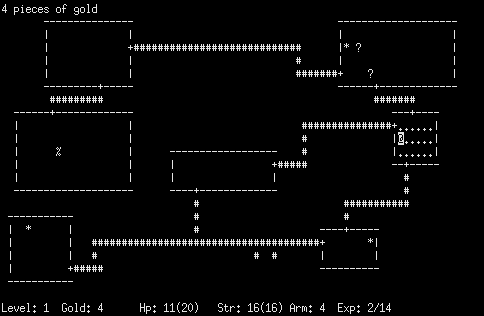 4 pieces of gold
Level: 1 Gold: 4 Hp: 11(20) Str: 16(16) Arm: 4 Exp: 2/14